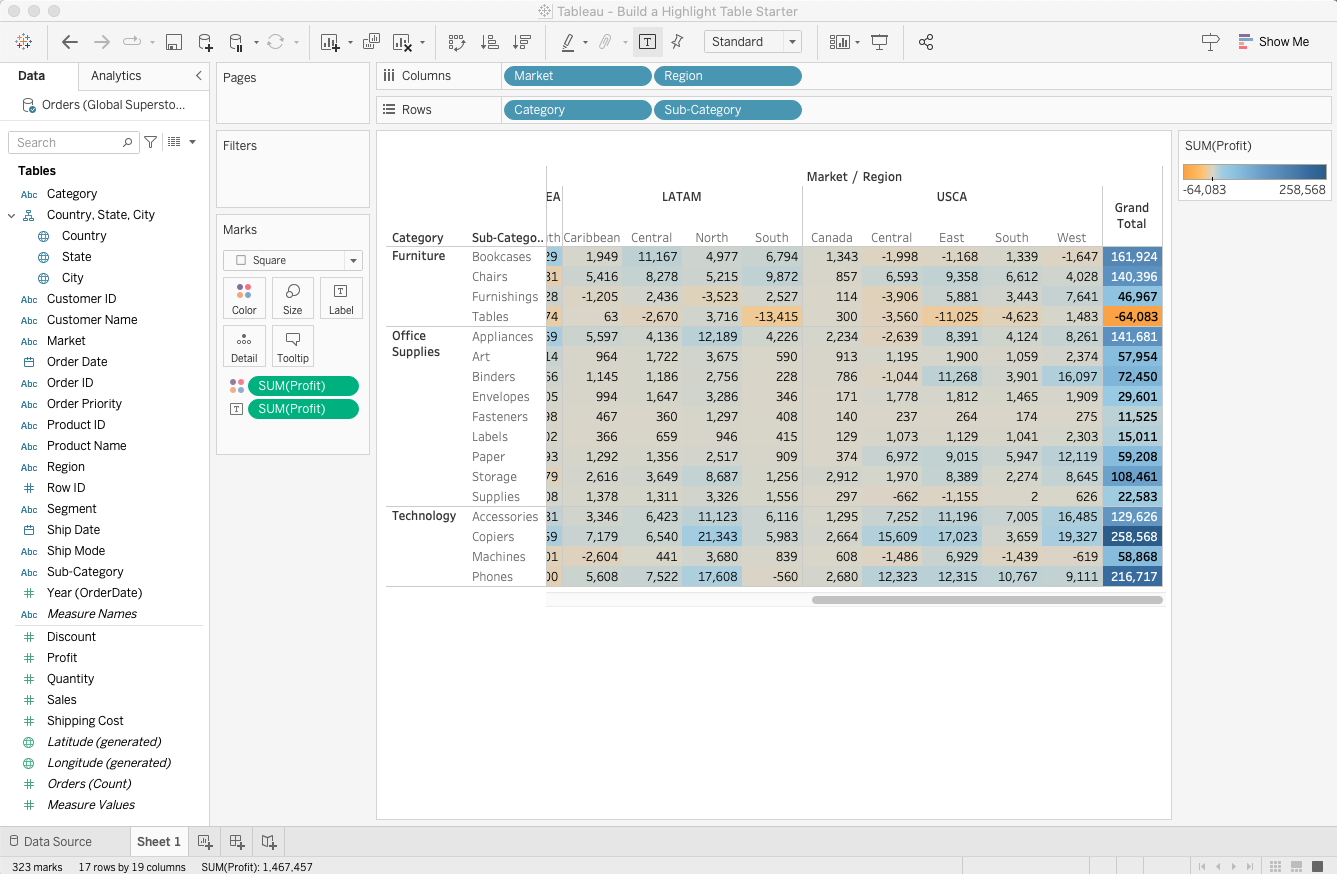 Tableau - Build a Highlight Table Starter
Standard
Show Me
Data Analytics
Orders (Global Supersto...
Search
Tables
Abc Category
Country, State, City
Country
State
City
Abc Customer ID
Abc Customer Name
Abc Market
Order Date
Abc Order ID
Abc Order Priority
Abc Product ID
Abc Product Name
Abc Region
# Row ID
Abc Segment
Ship Date
Abc Ship Mode
Abc Sub-Category
# Year (OrderDate)
Abc Measure Names
# Discount
# Profit
# Quantity
# Sales
# Shipping Cost
Latitude (generated)
Longitude (generated)
# Orders (Count)
# Measure Values
Pages
Filters
Marks
Square
Color Size Label
Detail Tooltip
SUM(Profit)
SUM(Profit)
Columns Market Region
Rows Category Sub-Category
Market / Region
EA LATAM USCA Grand Total
Category Sub-Catego.. th Caribbean Central North South Canada Central East South West
Furniture Bookcases 29 1,949 11,167 4,977 6,794 1,343 -1,998 -1,168 1,339 -1,647 161,924
Chairs 31 5,416 8,278 5,215 9,872 857 6,593 9,358 6,612 4,028 140,396
Furnishings 28 -1,205 2,436 -3,523 2,527 114 -3,906 5,881 3,443 7,641 46,967
Tables 74 63 -2,670 3,716 -13,415 300 -3,560 -11,025 -4,623 1,483 -64,083
Office Supplies Appliances 59 5,597 4,136 12,189 4,226 2,234 -2,639 8,391 4,124 8,261 141,681
Art 14 964 1,722 3,675 590 913 1,195 1,900 1,059 2,374 57,954
Binders 66 1,145 1,186 2,756 228 786 -1,044 11,268 3,901 16,097 72,450
Envelopes 05 994 1,647 3,286 346 171 1,778 1,812 1,465 1,909 29,601
Fasteners 98 467 360 1,297 408 140 237 264 174 275 11,525
Labels 02 366 659 946 415 129 1,073 1,129 1,041 2,303 15,011
Paper 93 1,292 1,356 2,517 909 374 6,972 9,015 5,947 12,119 59,208
Storage 79 2,616 3,649 8,687 1,256 2,912 1,970 8,389 2,274 8,645 108,461
Supplies 08 1,378 1,311 3,326 1,556 297 -662 -1,155 2 626 22,583
Technology Accessories 31 3,346 6,423 11,123 6,116 1,295 7,252 11,196 7,005 16,485 129,626
Copiers 59 7,179 6,540 21,343 5,983 2,664 15,609 17,023 3,659 19,327 258,568
Machines 01 -2,604 441 3,680 839 608 -1,486 6,929 -1,439 -619 58,868
Phones 00 5,608 7,522 17,608 -560 2,680 12,323 12,315 10,767 9,111 216,717
SUM(Profit)
-64,083 258,568
Data Source Sheet 1
323 marks 17 rows by 19 columns SUM(Profit): 1,467,457